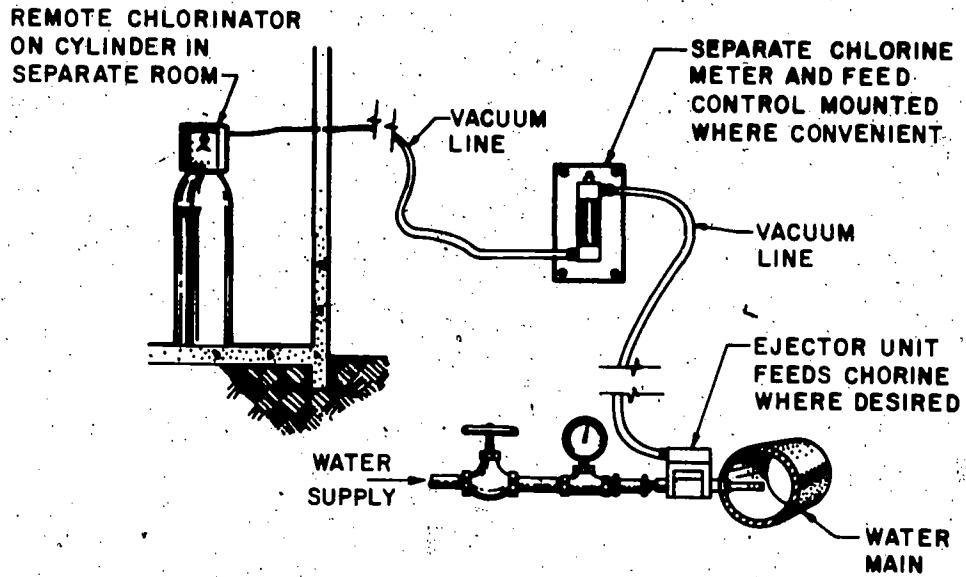 REMOTE CHLORINATOR
ON CYLINDER IN
SEPARATE ROOM
VACUUM
LINE
SEPARATE CHLORINE
METER AND FEED
CONTROL MOUNTED
WHERE CONVENIENT
VACUUM
LINE
EJECTOR UNIT
FEEDS CHORINE
WHERE DESIRED
WATER
SUPPLY
WATER
MAIN